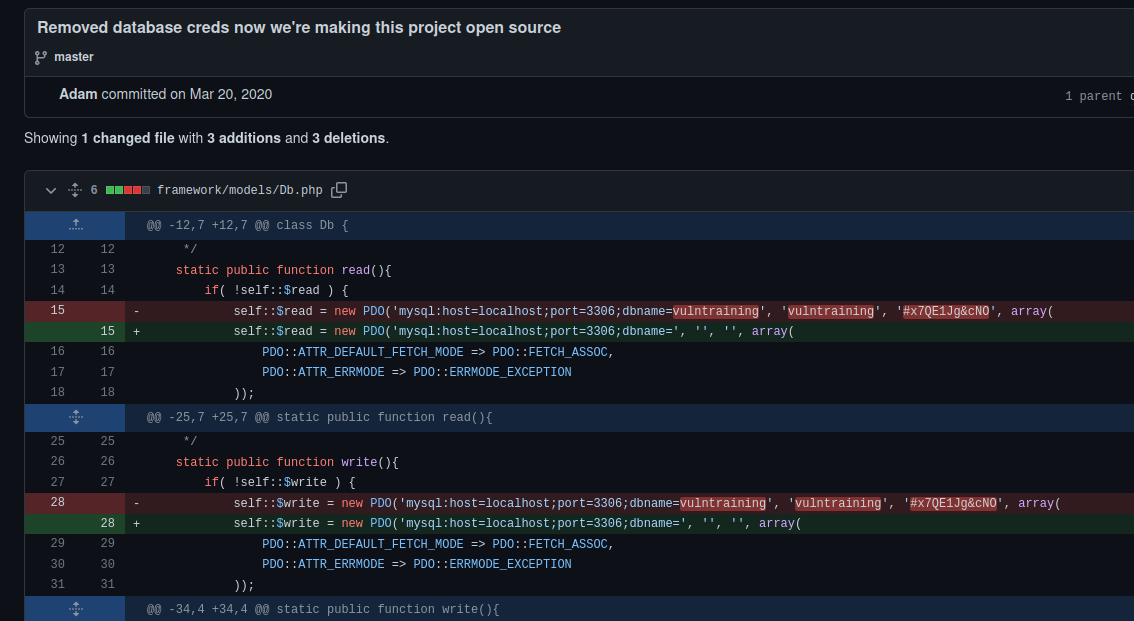 Removed database creds now we're making this project open source
master
Adam committed on Mar 20, 2020
1 parent
Showing 1 changed file with 3 additions and 3 deletions.
6 framework/models/Db.php
@@ -12,7 +12,7 @@ class Db {
12 12 */
13 13 static public function read(){
14 14 if( !self::$read ) {
15 - self::$read = new PDO('mysql:host=localhost;port=3306;dbname=vulntraining', 'vulntraining', '#x7QE1Jg&cNO', array(
15 + self::$read = new PDO('mysql:host=localhost;port=3306;dbname=', '', '', array(
16 16 PDO::ATTR_DEFAULT_FETCH_MODE => PDO::FETCH_ASSOC,
17 17 PDO::ATTR_ERRMODE => PDO::ERRMODE_EXCEPTION
18 18 ));
@@ -25,7 +25,7 @@ static public function read(){
25 25 */
26 26 static public function write(){
27 27 if( !self::$write ) {
28 - self::$write = new PDO('mysql:host=localhost;port=3306;dbname=vulntraining', 'vulntraining', '#x7QE1Jg&cNO', array(
28 + self::$write = new PDO('mysql:host=localhost;port=3306;dbname=', '', '', array(
29 29 PDO::ATTR_DEFAULT_FETCH_MODE => PDO::FETCH_ASSOC,
30 30 PDO::ATTR_ERRMODE => PDO::ERRMODE_EXCEPTION
31 31 ));
@@ -34,4 +34,4 @@ static public function write(){